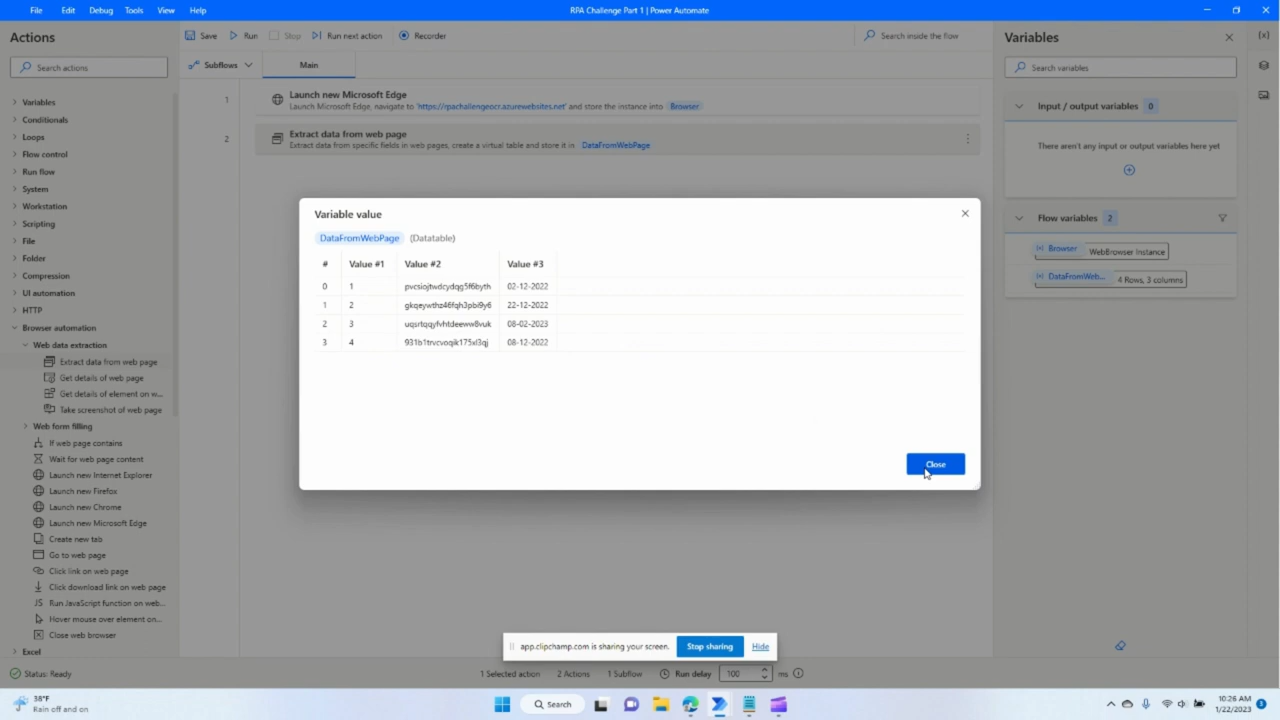 File Edit Debug Tools View Help
RPA Challenge Part 1 | Power Automate
Actions
Search actions
Variables
Conditionals
Loops
Flow control
Run flow
System
Workstation
Scripting
File
Folder
Compression
UI automation
HTTP
Browser automation
Web data extraction
Extract data from web page
Get details of web page
Get details of element on w...
Take screenshot of web page
Web form filling
If web page contains
Wait for web page content
Launch new Internet Explorer
Launch new Firefox
Launch new Chrome
Launch new Microsoft Edge
Create new tab
Go to web page
Click link on web page
Click download link on web page
Run JavaScript function on web...
Hover mouse over element on...
Close web browser
Excel
Save Run Stop Run next action Recorder
Search inside the flow
Subflows Main
1 Launch new Microsoft Edge
Launch Microsoft Edge, navigate to 'https://rpachallengeocr.azurewebsites.net' and store the instance into Browser
2 Extract data from web page
Extract data from specific fields in web pages, create a virtual table and store it in DataFromWebPage
Variable value
DataFromWebPage (Datatable)
# Value #1 Value #2 Value #3
0 1 pvcsiojtwdcydqg5f6byth 02-12-2022
1 2 gkqeywthz46fqh3pbi9y6 22-12-2022
2 3 uqsrtqqyfvhtdeeww8vuk 08-02-2023
3 4 931b1trvcvoqik175xl3qj 08-12-2022
Close
Variables
Search variables
Input / output variables 0
There aren't any input or output variables here yet
Flow variables 2
Browser WebBrowser Instance
DataFromWeb... 4 Rows, 3 columns
app.clipchamp.com is sharing your screen. Stop sharing Hide
Status: Ready 1 Selected action 2 Actions 1 Subflow Run delay 100 ms
38°F
Rain off and on
Search
10:26 AM
1/22/2023
1